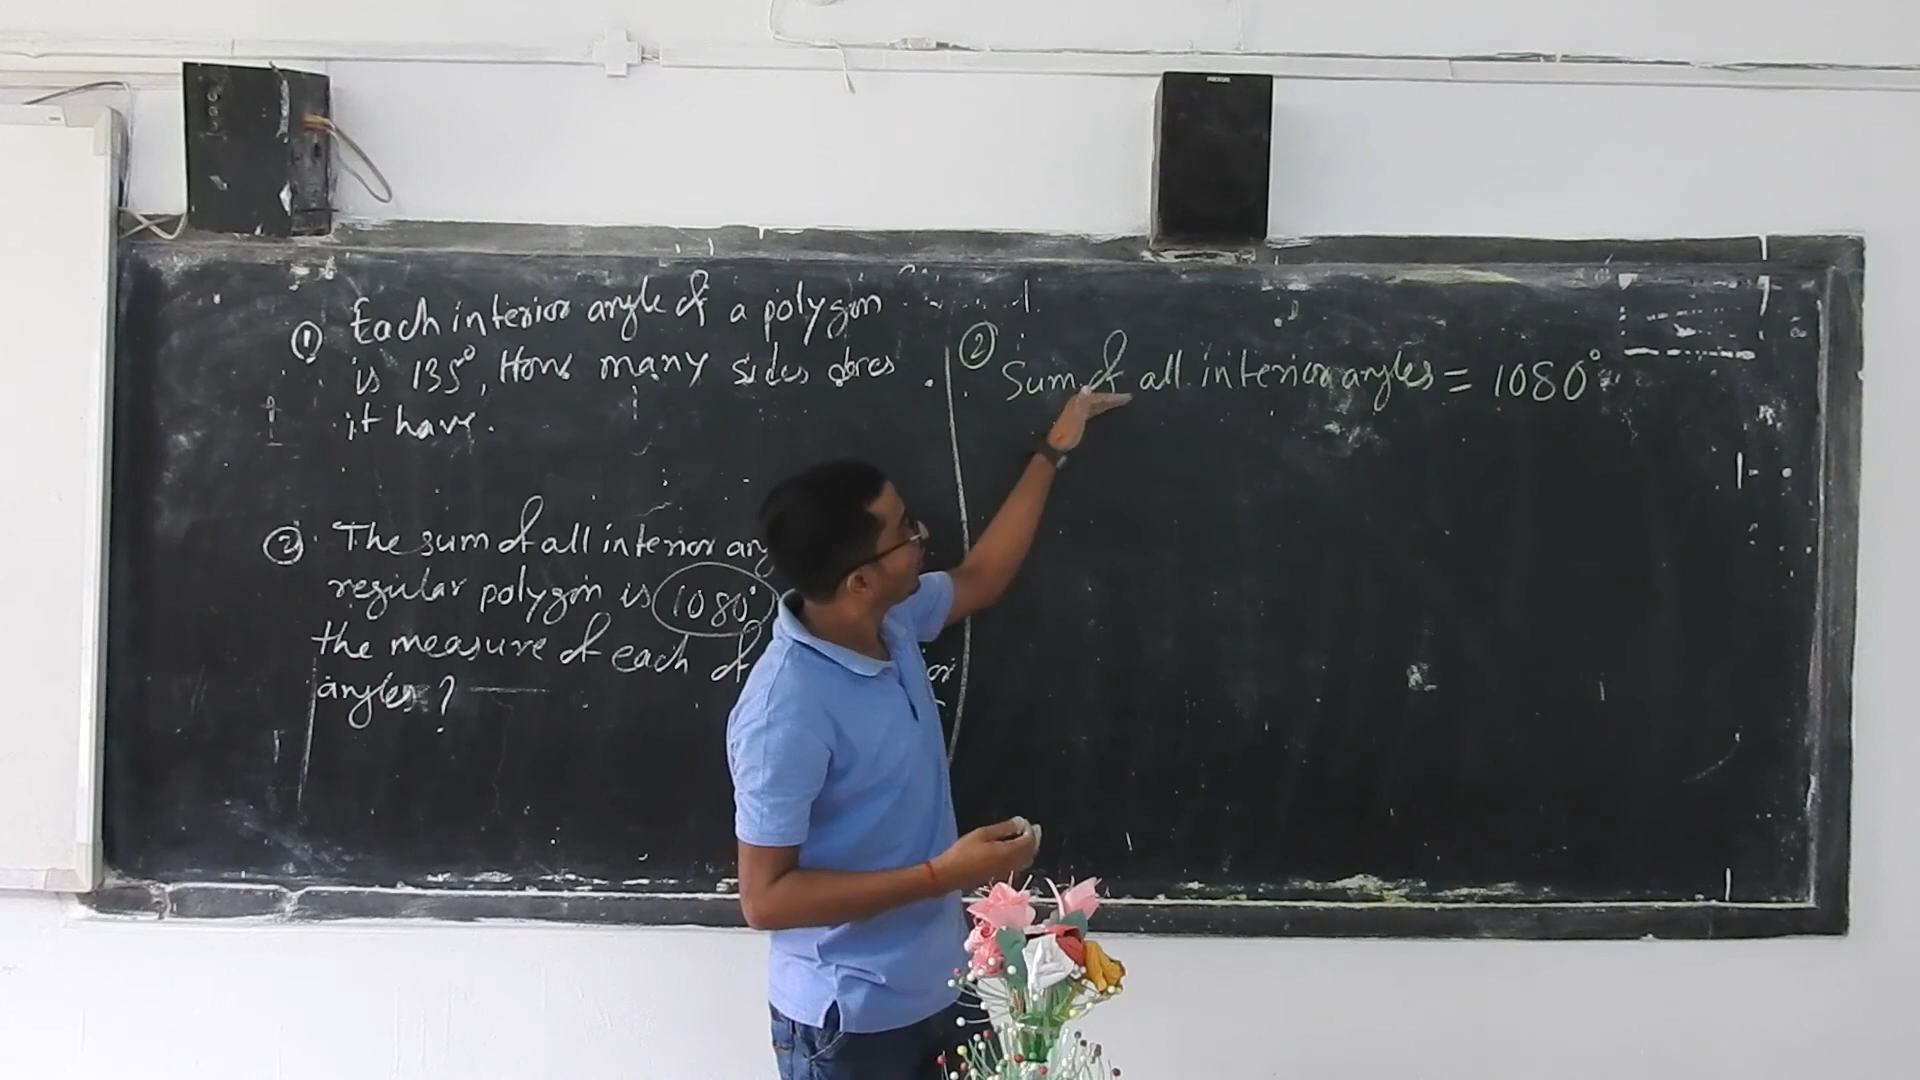 ① Each interior angle of a polygon
is 135°, How many sides does
it have.
② The sum of all interior
regular polygon is 1080°
the measure of each of
angles?
② Sum of all interior angles = 1080°